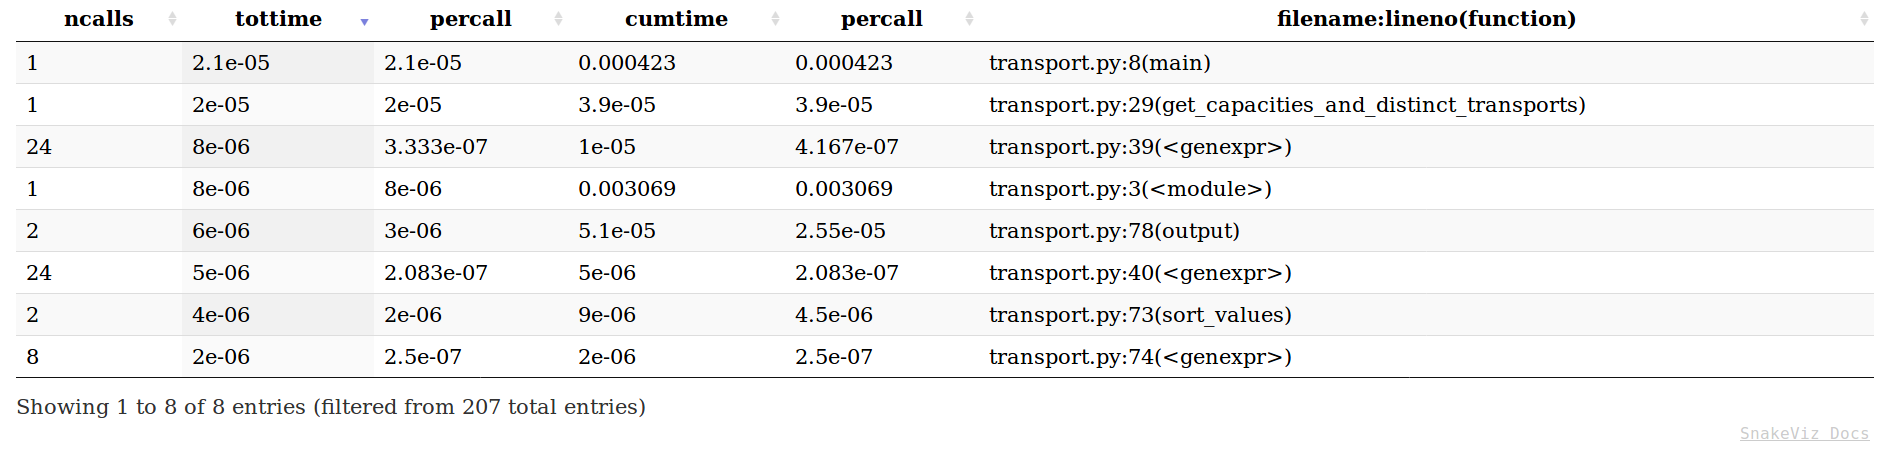 ncalls tottime percall cumtime percall filename:lineno(function)
1 2.1e-05 2.1e-05 0.000423 0.000423 transport.py:8(main)
1 2e-05 2e-05 3.9e-05 3.9e-05 transport.py:29(get_capacities_and_distinct_transports)
24 8e-06 3.333e-07 1e-05 4.167e-07 transport.py:39(<genexpr>)
1 8e-06 8e-06 0.003069 0.003069 transport.py:3(<module>)
2 6e-06 3e-06 5.1e-05 2.55e-05 transport.py:78(output)
24 5e-06 2.083e-07 5e-06 2.083e-07 transport.py:40(<genexpr>)
2 4e-06 2e-06 9e-06 4.5e-06 transport.py:73(sort_values)
8 2e-06 2.5e-07 2e-06 2.5e-07 transport.py:74(<genexpr>)
Showing 1 to 8 of 8 entries (filtered from 207 total entries)
SnakeViz Docs